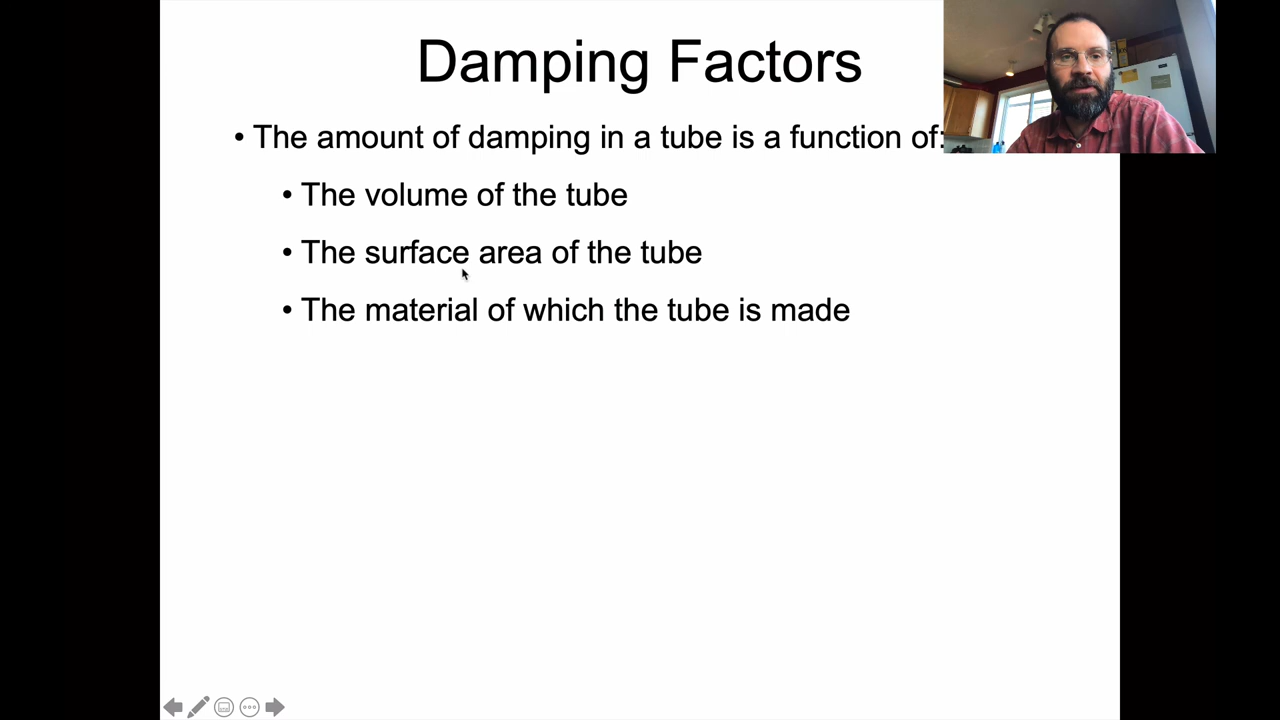 Damping Factors
• The amount of damping in a tube is a function of:
• The volume of the tube
• The surface area of the tube
• The material of which the tube is made